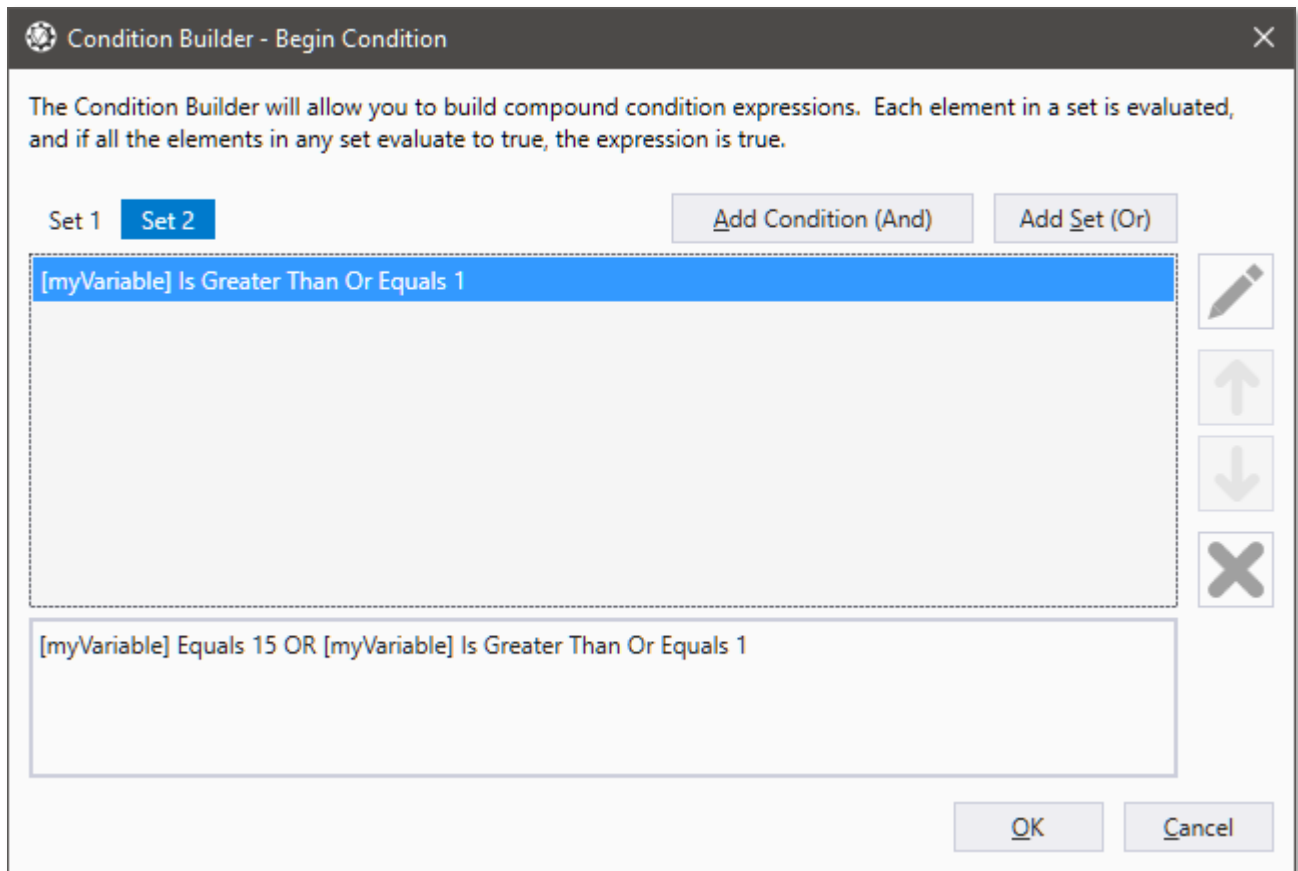 Condition Builder - Begin Condition
The Condition Builder will allow you to build compound condition expressions.  Each element in a set is evaluated,
and if all the elements in any set evaluate to true, the expression is true.
Set 1 Set 2 Add Condition (And) Add Set (Or)
[myVariable] Is Greater Than Or Equals 1
[myVariable] Equals 15 OR [myVariable] Is Greater Than Or Equals 1
OK Cancel